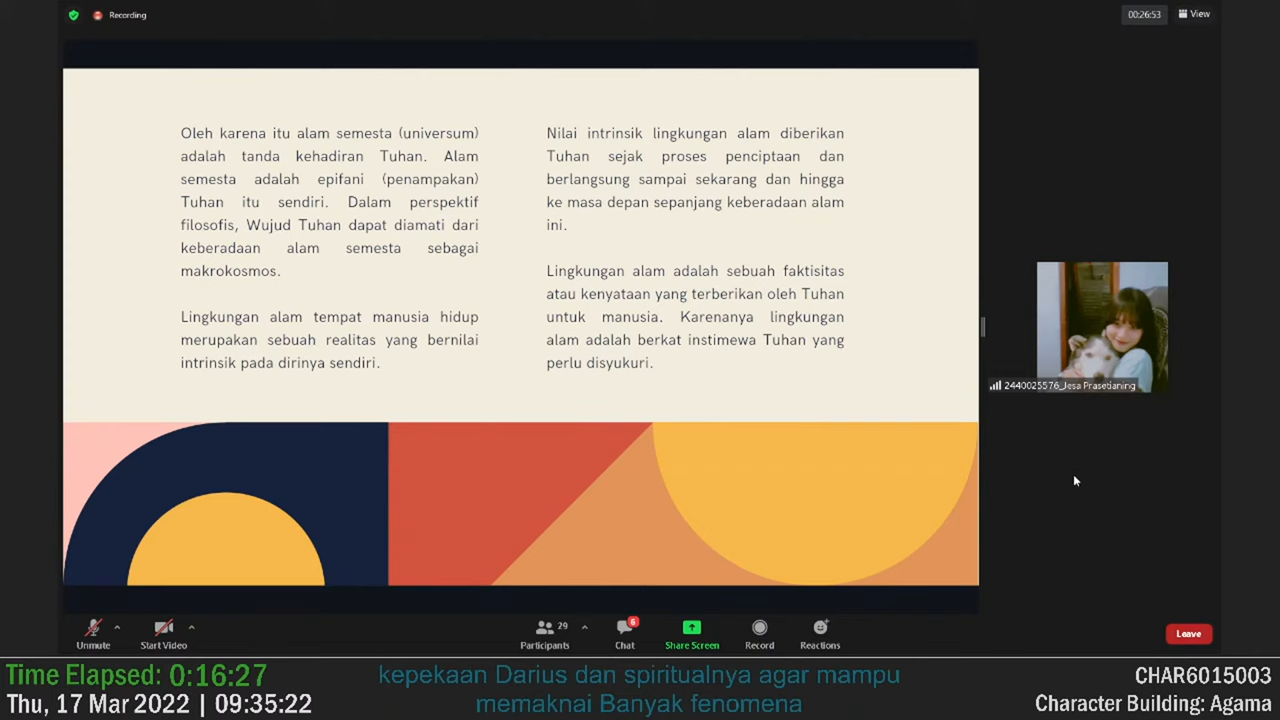 Recording
00:26:53
View
Oleh karena itu alam semesta (universum)
adalah tanda kehadiran Tuhan. Alam
semesta adalah epifani (penampakan)
Tuhan itu sendiri. Dalam perspektif
filosofis, Wujud Tuhan dapat diamati dari
keberadaan alam semesta sebagai
makrokosmos.
Lingkungan alam tempat manusia hidup
merupakan sebuah realitas yang bernilai
intrinsik pada dirinya sendiri.
Nilai intrinsik lingkungan alam diberikan
Tuhan sejak proses penciptaan dan
berlangsung sampai sekarang dan hingga
ke masa depan sepanjang keberadaan alam
ini.
Lingkungan alam adalah sebuah faktisitas
atau kenyataan yang terberikan oleh Tuhan
untuk manusia. Karenanya lingkungan
alam adalah berkat instimewa Tuhan yang
perlu disyukuri.
2440025576_Jesa Prasetianing
Unmute
Start Video
29
Participants
6
Chat
Share Screen
Record
Reactions
Leave
Time Elapsed: 0:16:27
Thu, 17 Mar 2022 | 09:35:22
kepekaan Darius dan spiritualnya agar mampu
memaknai Banyak fenomena
CHAR6015003
Character Building: Agama